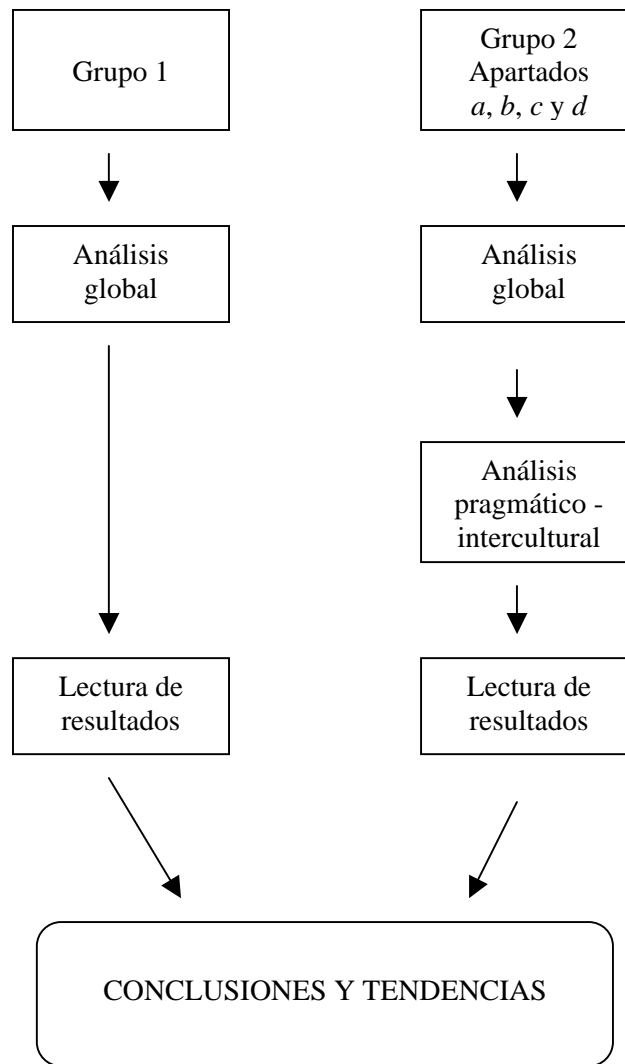 Grupo 1
Grupo 2
Apartados
a, b, c y d
Análisis
global
Análisis
global
Análisis
pragmático -
intercultural
Lectura de
resultados
Lectura de
resultados
CONCLUSIONES Y TENDENCIAS